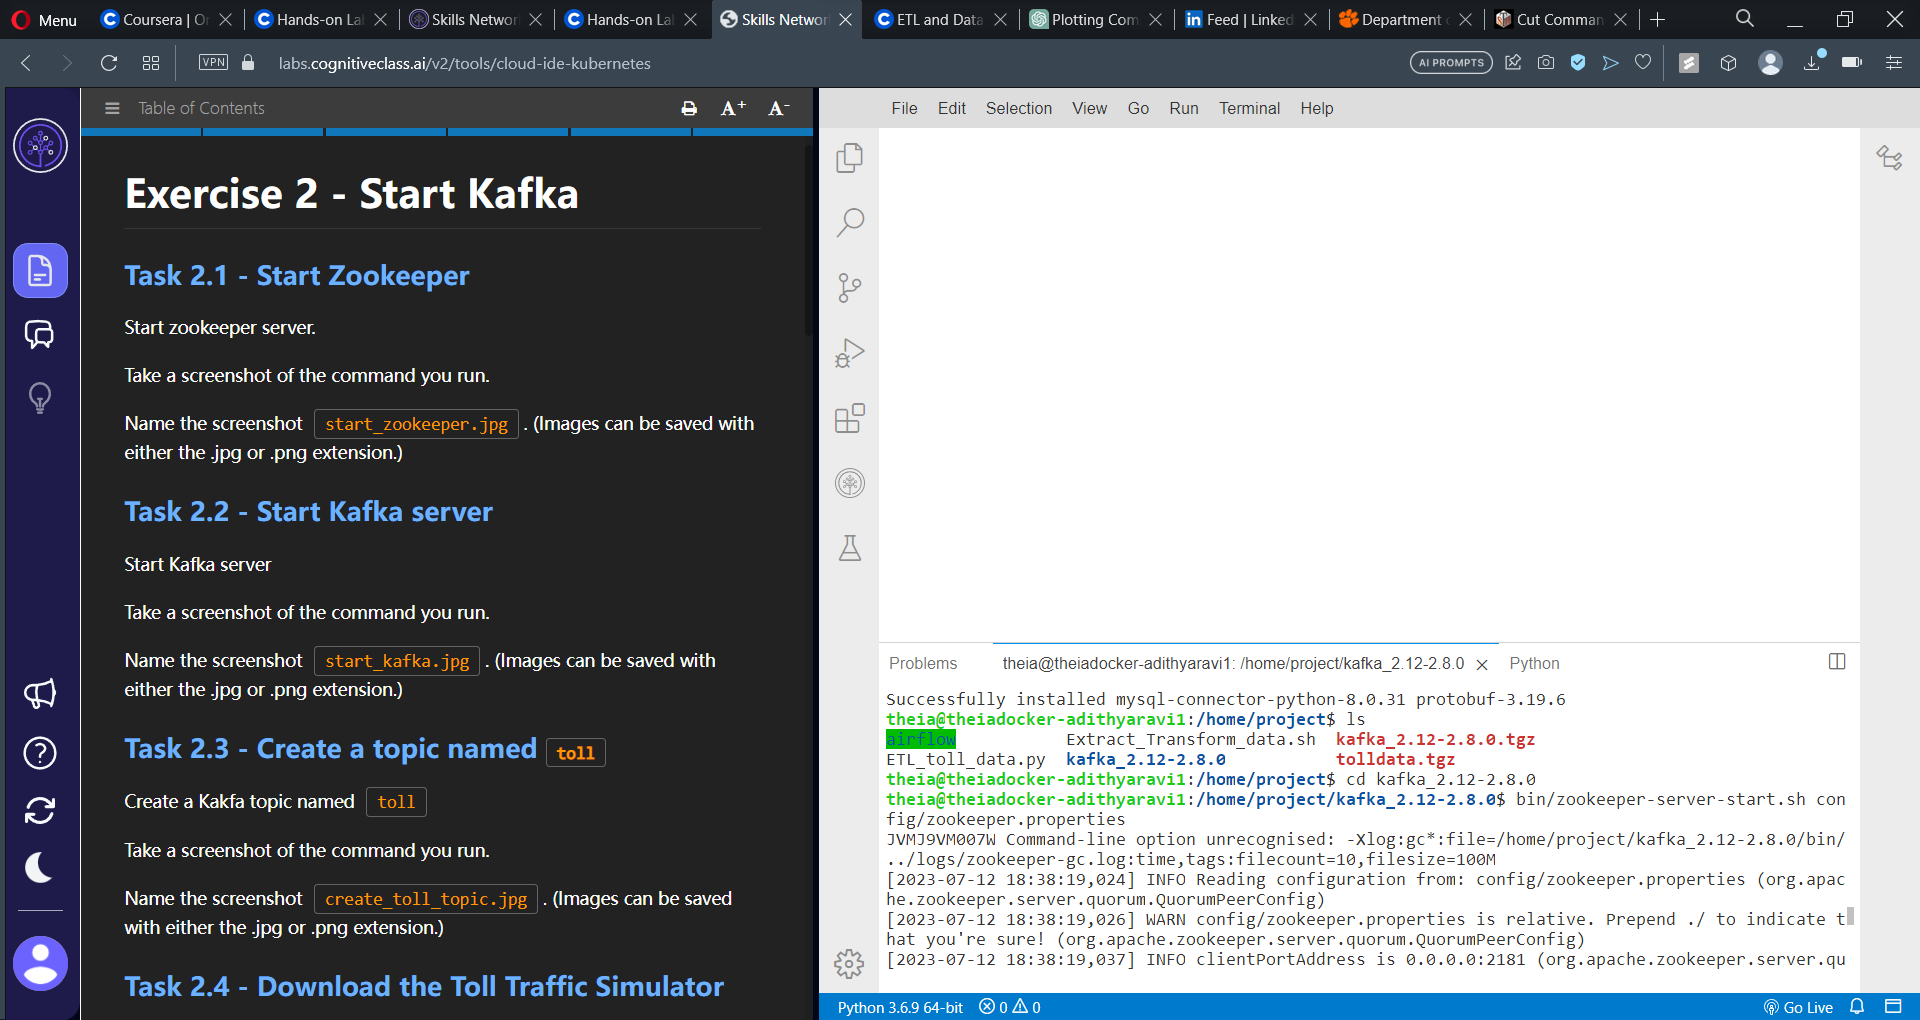 Menu
Coursera | O
Hands-on La
Skills Networ
Hands-on La
Skills Networ
ETL and Data
Plotting Com
Feed | Linked
Department
Cut Comman
VPN
labs.cognitiveclass.ai/v2/tools/cloud-ide-kubernetes
AI PROMPTS
Table of Contents
A+
A-
Exercise 2 - Start Kafka
Task 2.1 - Start Zookeeper
Start zookeeper server.
Take a screenshot of the command you run.
Name the screenshot start_zookeeper.jpg . (Images can be saved with
either the .jpg or .png extension.)
Task 2.2 - Start Kafka server
Start Kafka server
Take a screenshot of the command you run.
Name the screenshot start_kafka.jpg . (Images can be saved with
either the .jpg or .png extension.)
Task 2.3 - Create a topic named toll
Create a Kakfa topic named toll
Take a screenshot of the command you run.
Name the screenshot create_toll_topic.jpg . (Images can be saved
with either the .jpg or .png extension.)
Task 2.4 - Download the Toll Traffic Simulator
File Edit Selection View Go Run Terminal Help
Problems theia@theiadocker-adithyaravi1: /home/project/kafka_2.12-2.8.0 Python
Successfully installed mysql-connector-python-8.0.31 protobuf-3.19.6
theia@theiadocker-adithyaravi1:/home/project$ ls
airflow Extract_Transform_data.sh kafka_2.12-2.8.0.tgz
ETL_toll_data.py kafka_2.12-2.8.0 tolldata.tgz
theia@theiadocker-adithyaravi1:/home/project$ cd kafka_2.12-2.8.0
theia@theiadocker-adithyaravi1:/home/project/kafka_2.12-2.8.0$ bin/zookeeper-server-start.sh con
fig/zookeeper.properties
JVMJ9VM007W Command-line option unrecognised: -Xlog:gc*:file=/home/project/kafka_2.12-2.8.0/bin/
../logs/zookeeper-gc.log:time,tags:filecount=10,filesize=100M
[2023-07-12 18:38:19,024] INFO Reading configuration from: config/zookeeper.properties (org.apac
he.zookeeper.server.quorum.QuorumPeerConfig)
[2023-07-12 18:38:19,026] WARN config/zookeeper.properties is relative. Prepend ./ to indicate t
hat you're sure! (org.apache.zookeeper.server.quorum.QuorumPeerConfig)
[2023-07-12 18:38:19,037] INFO clientPortAddress is 0.0.0.0:2181 (org.apache.zookeeper.server.qu
Python 3.6.9 64-bit 0 0 Go Live